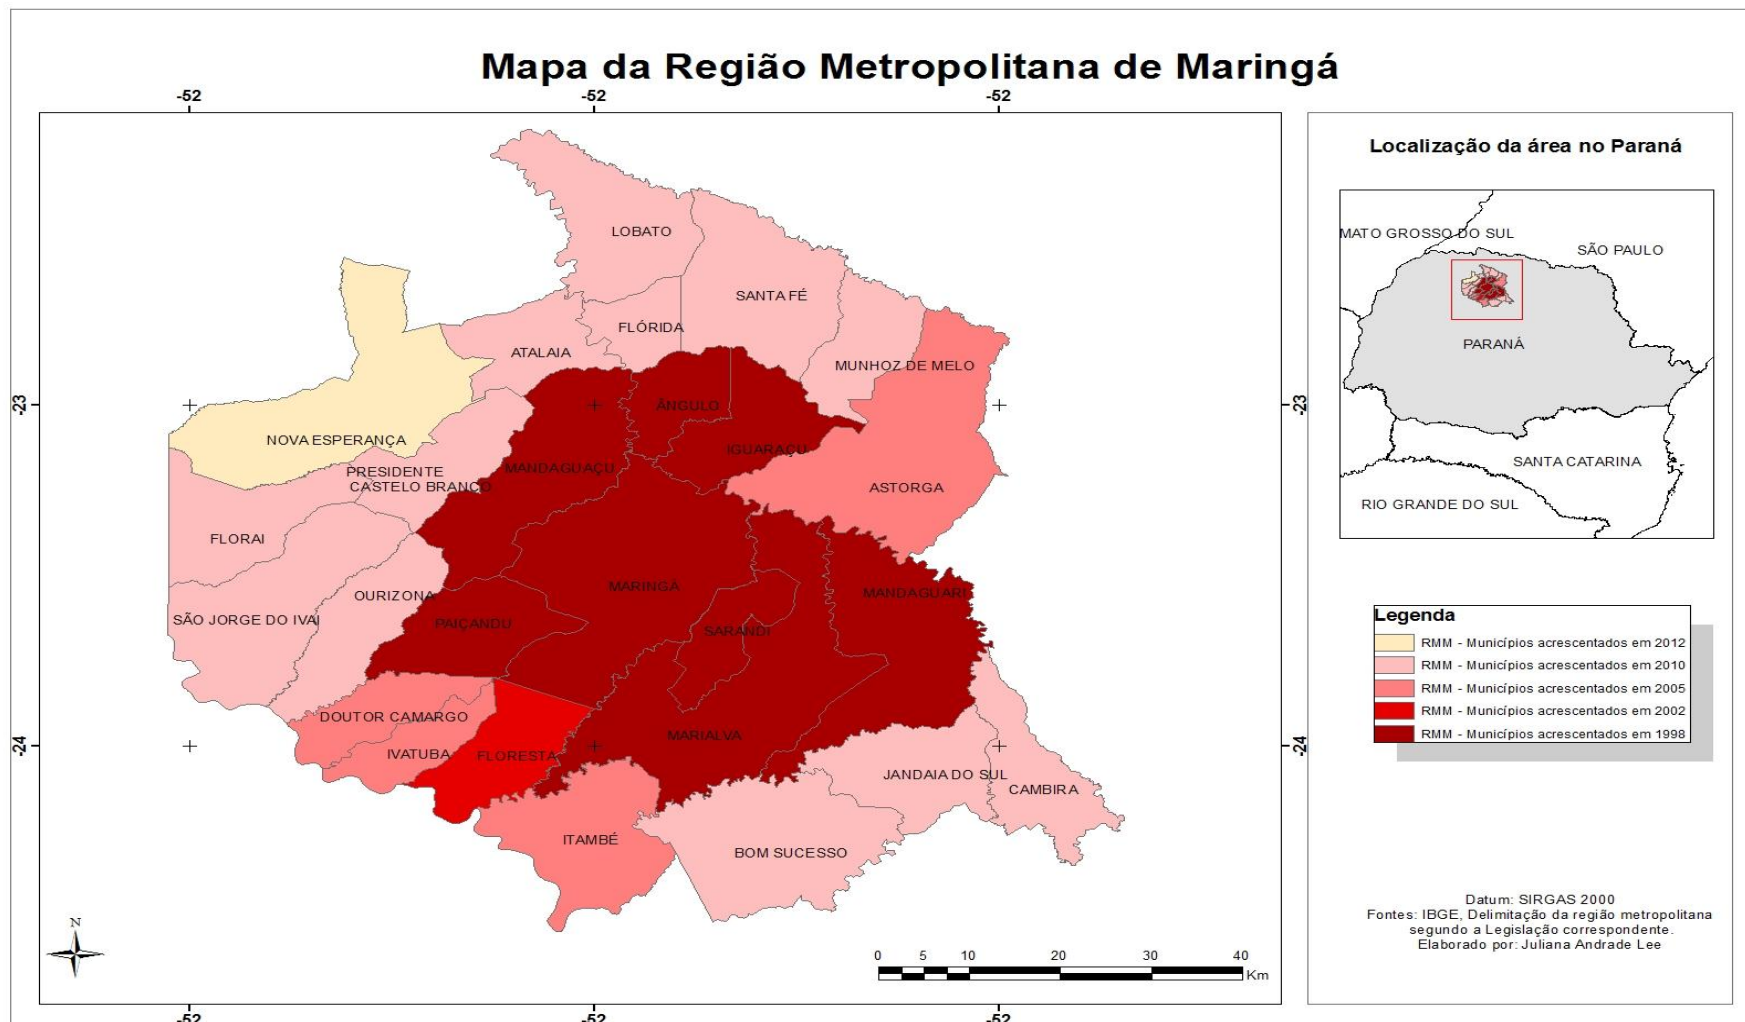 Mapa da Região Metropolitana de Maringá
-52
-52
-52
LOBATO
SANTA FÉ
FLÓRIDA
ATALAIA
MUNHOZ DE MELO
-23
-23
ÂNGULO
NOVA ESPERANÇA
IGUARAÇU
MANDAGUAÇU
PRESIDENTE
CASTELO BRANCO
ASTORGA
FLORAI
MARINGÁ
OURIZONA
MANDAGUARI
SÃO JORGE DO IVAI
PAIÇANDU
SARANDI
DOUTOR CAMARGO
MARIALVA
-24
-24
IVATUBA
FLORESTA
JANDAIA DO SUL
CAMBIRA
ITAMBÉ
BOM SUCESSO
N
0 5 10 20 30 40
Km
-52
-52
-52
Localização da área no Paraná
MATO GROSSO DO SUL
SÃO PAULO
PARANÁ
SANTA CATARINA
RIO GRANDE DO SUL
Legenda
RMM - Municípios acrescentados em 2012
RMM - Municípios acrescentados em 2010
RMM - Municípios acrescentados em 2005
RMM - Municípios acrescentados em 2002
RMM - Municípios acrescentados em 1998
Datum: SIRGAS 2000
Fontes: IBGE, Delimitação da região metropolitana
segundo a Legislação correspondente.
Elaborado por: Juliana Andrade Lee